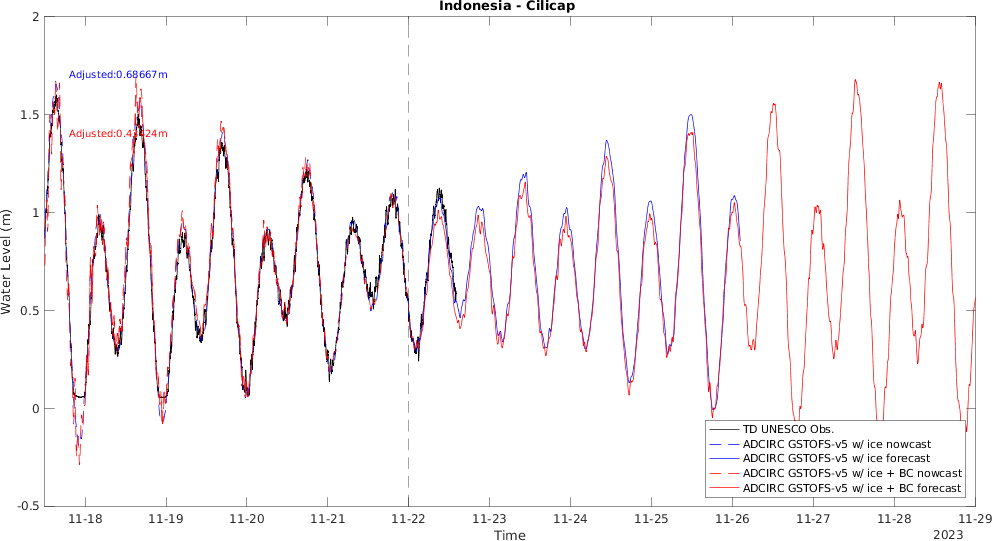 Indonesia - Cilicap
Water Level (m)
2
1.5
1
0.5
0
-0.5
Adjusted:0.68667m
TD UNESCO Obs.
ADCIRC GSTOFS-v5 w/ ice nowcast
ADCIRC GSTOFS-v5 w/ ice forecast
ADCIRC GSTOFS-v5 w/ ice + BC nowcast
ADCIRC GSTOFS-v5 w/ ice + BC forecast
11-18 11-19 11-20 11-21 11-22 11-23 11-24 11-25 11-26 11-27 11-28 11-29
Time
2023